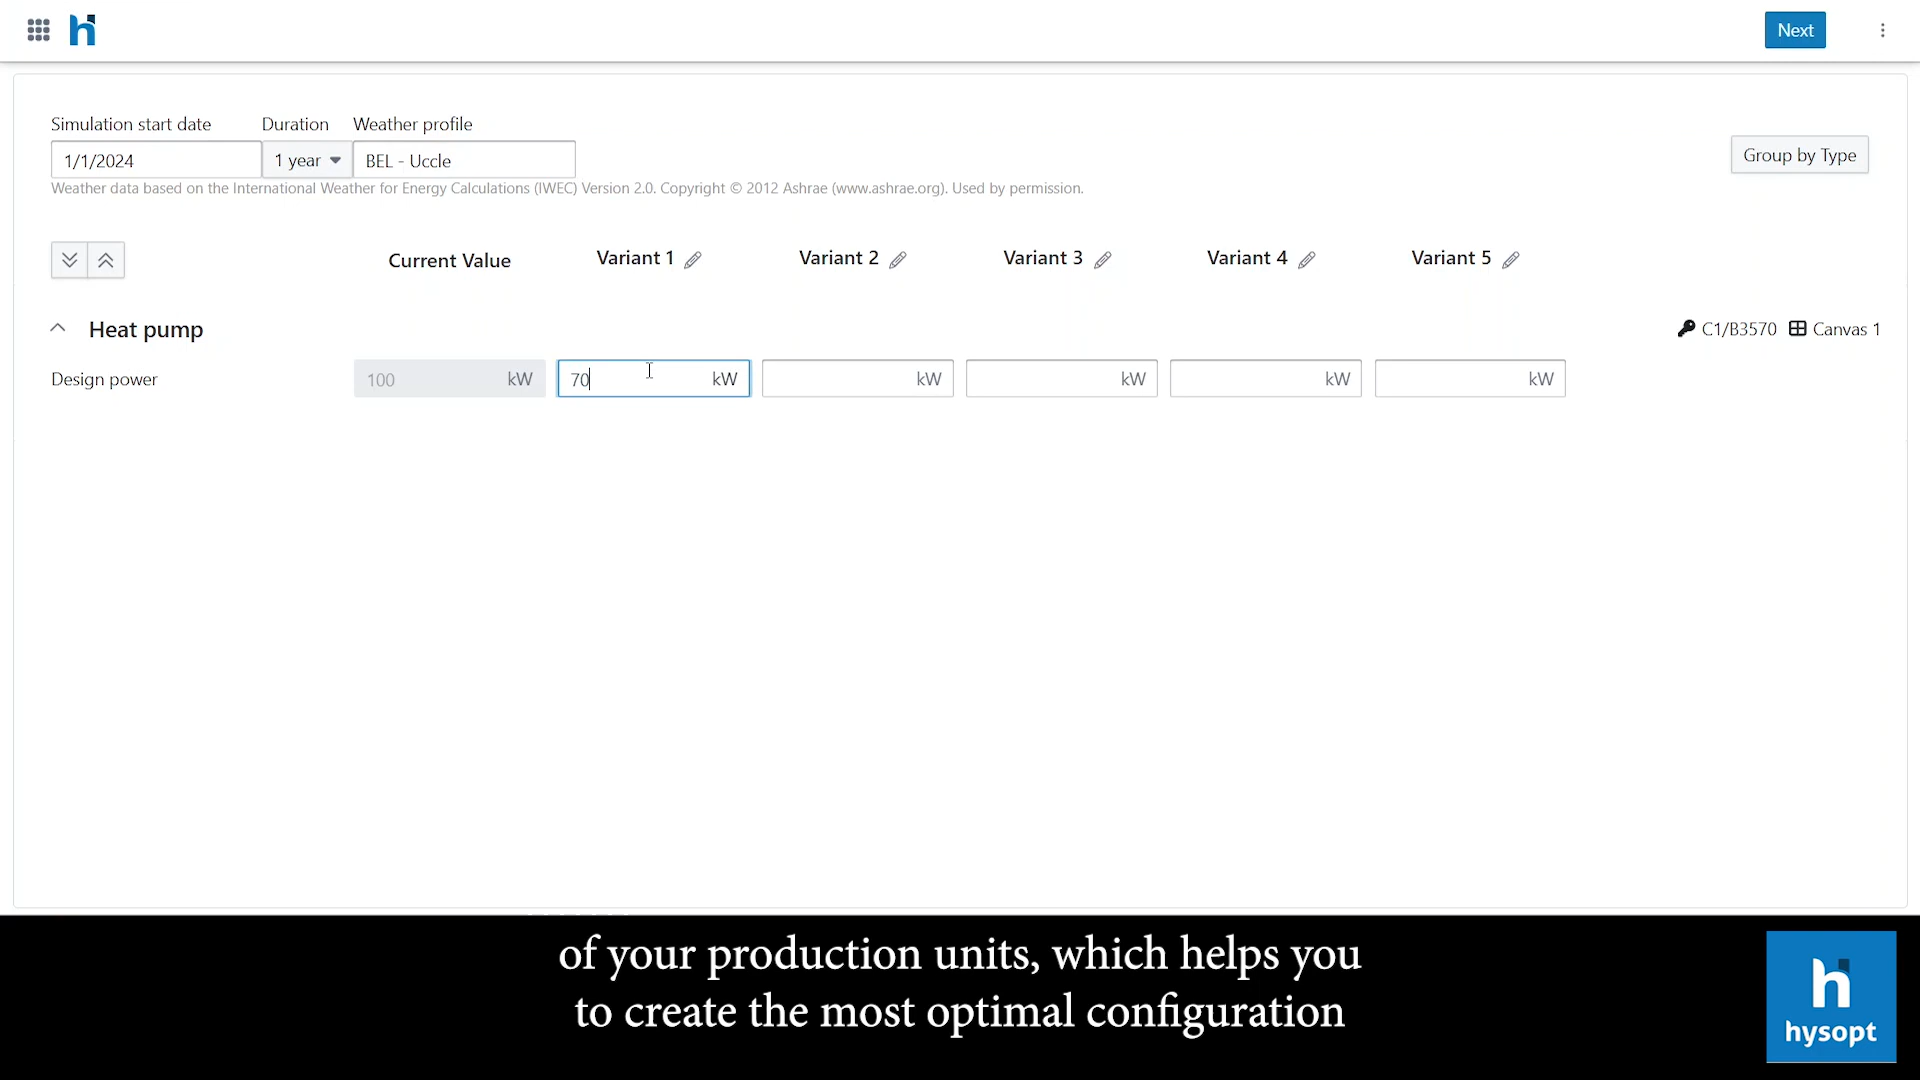 h
Next
Simulation start date Duration Weather profile
1/1/2024 1 year BEL - Uccle
Group by Type
Weather data based on the International Weather for Energy Calculations (IWEC) Version 2.0. Copyright © 2012 Ashrae (www.ashrae.org). Used by permission.
Current Value Variant 1 Variant 2 Variant 3 Variant 4 Variant 5
Heat pump C1/B3570 Canvas 1
Design power 100 kW 70 kW kW kW kW kW
of your production units, which helps you
to create the most optimal configuration
h
hysopt